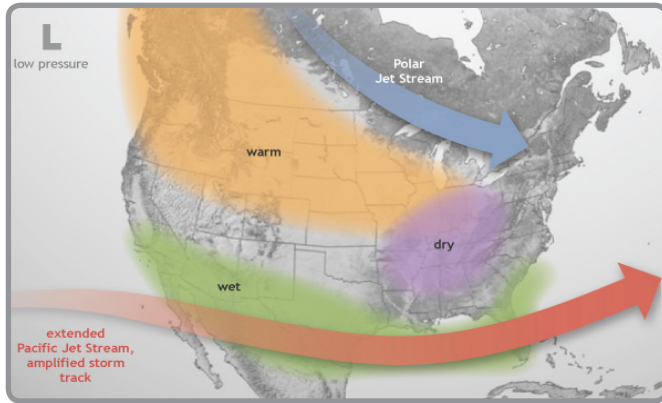 L
low pressure
Polar
Jet Stream
warm
dry
wet
extended
Pacific Jet Stream,
amplified storm
track